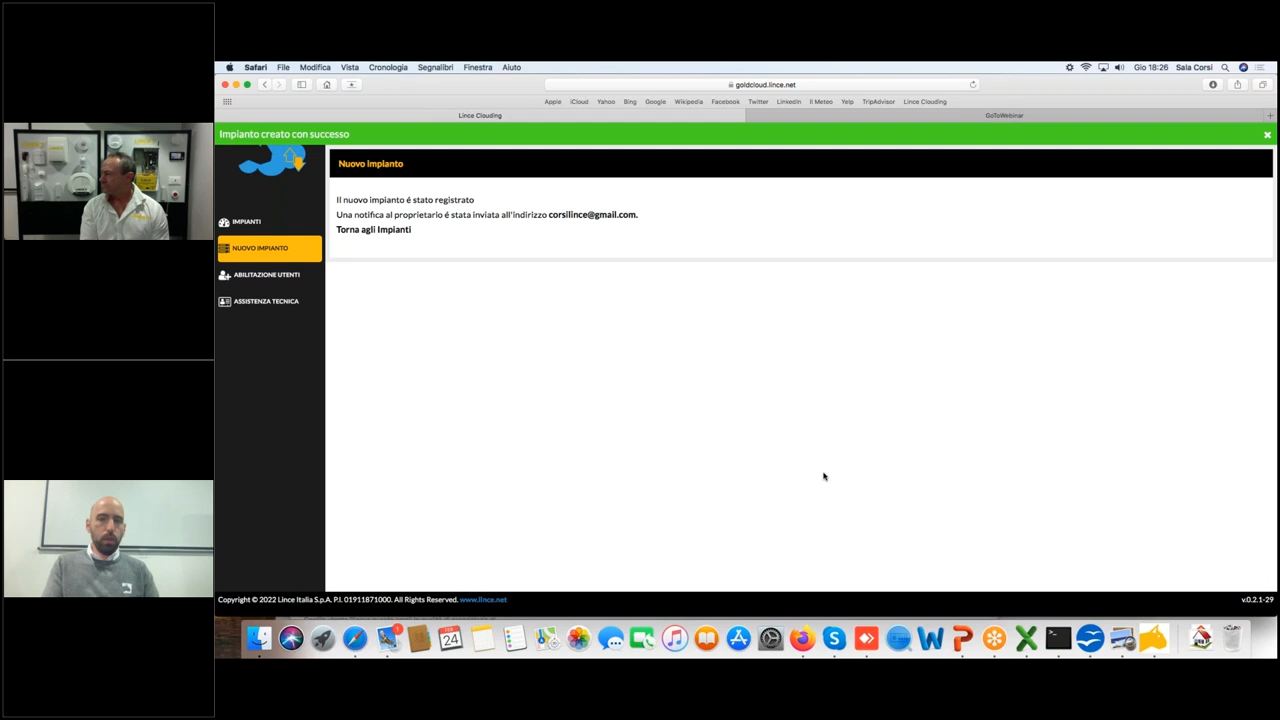 Safari File Modifica Vista Cronologia Segnalibri Finestra Aiuto Gio 18:26 Sala Corsi
goldcloud.lince.net
Apple iCloud Yahoo Bing Google Wikipedia Facebook Twitter LinkedIn Il Meteo Yelp TripAdvisor Lince Clouding
Lince Clouding GoToWebinar
Impianto creato con successo
Nuovo impianto
Il nuovo impianto é stato registrato
Una notifica al proprietario é stata inviata all'indirizzo corsilince@gmail.com.
Torna agli Impianti
IMPIANTI
NUOVO IMPIANTO
ABILITAZIONE UTENTI
ASSISTENZA TECNICA
Copyright © 2022 Lince Italia S.p.A. P.I. 01911871000. All Rights Reserved. www.lince.net v.0.2.1-29
FEB
24
1